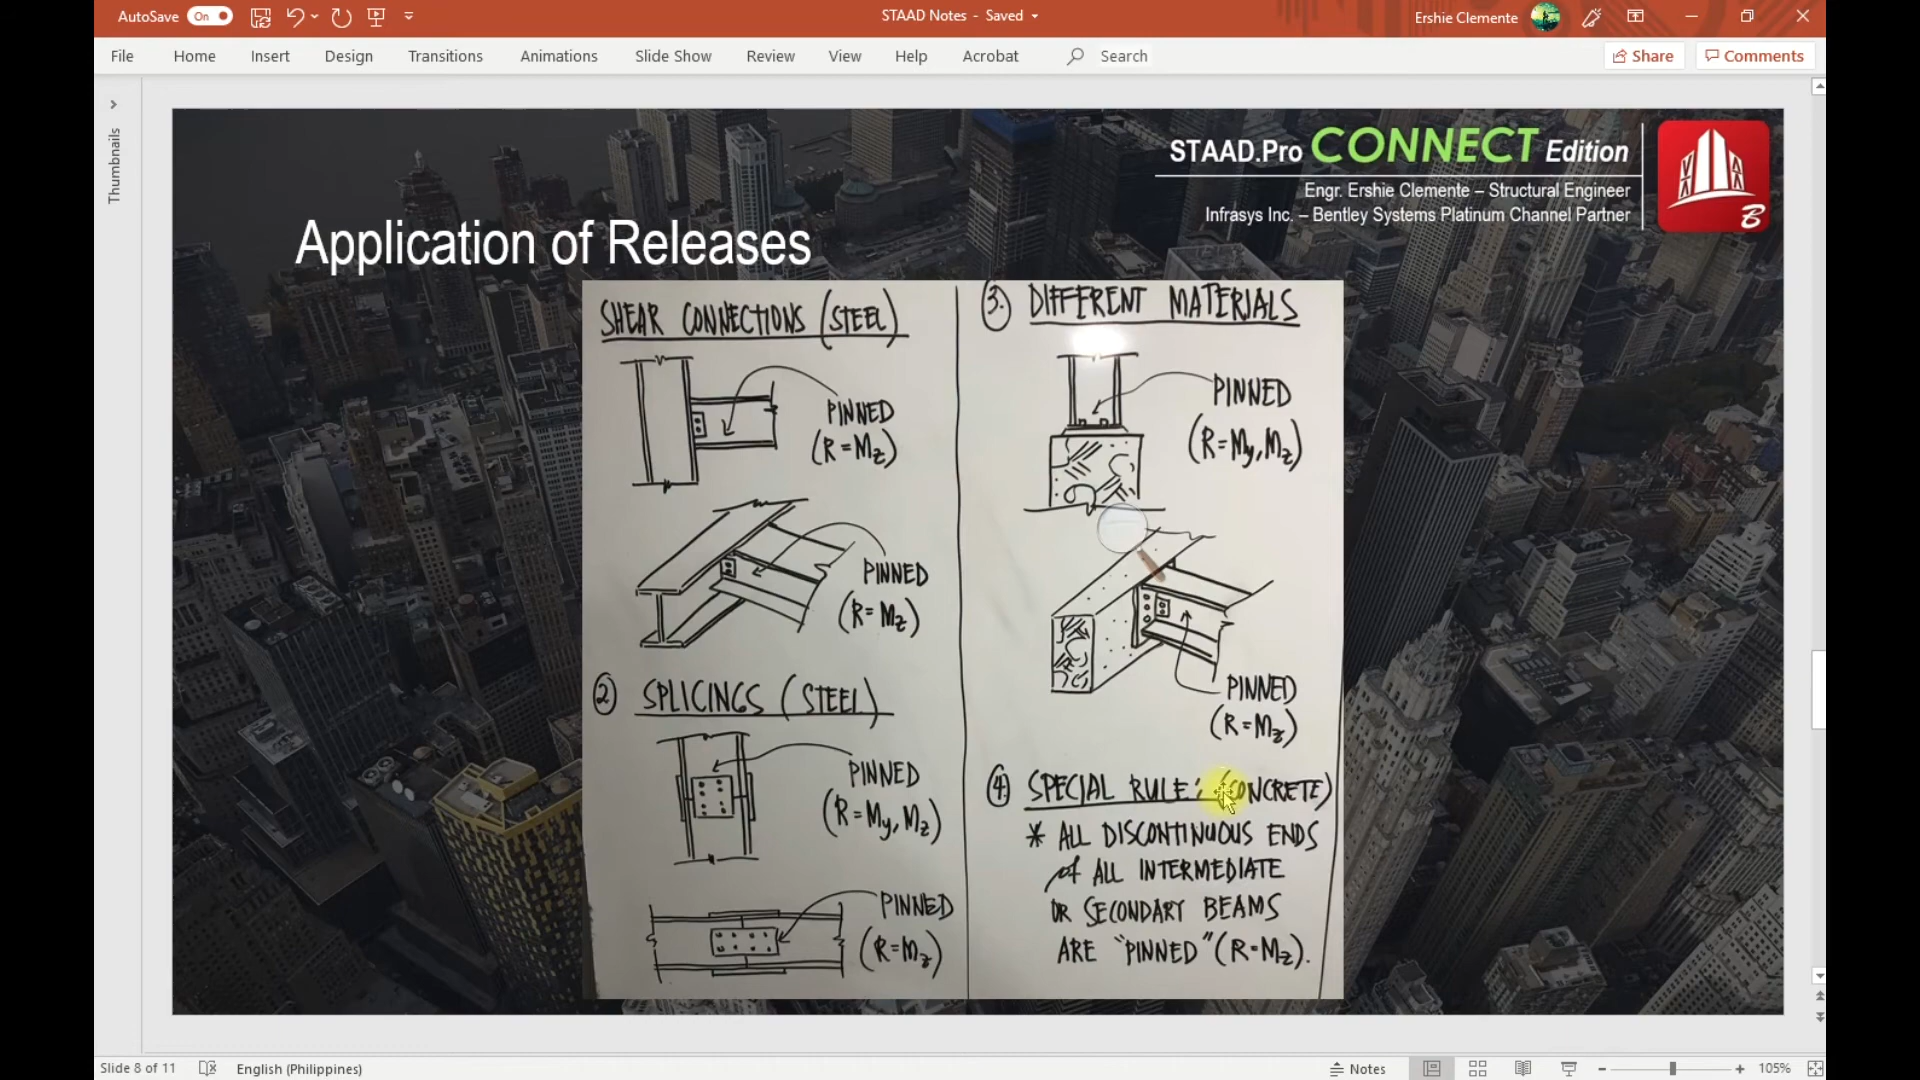 AutoSave On
STAAD Notes - Saved
Ershie Clemente
File Home Insert Design Transitions Animations Slide Show Review View Help Acrobat Search Share Comments
Thumbnails
STAAD.Pro CONNECT Edition
Engr. Ershie Clemente – Structural Engineer
Infrasys Inc. – Bentley Systems Platinum Channel Partner
B
Application of Releases
SHEAR CONNECTIONS (STEEL)
PINNED
(R=Mz)
PINNED
(R=Mz)
② SPLICINGS (STEEL)
PINNED
(R=My,Mz)
PINNED
(R=Mz)
③. DIFFERENT MATERIALS
PINNED
(R=My,Mz)
PINNED
(R=Mz)
④ SPECIAL RULE: (CONCRETE)
* ALL DISCONTINUOUS ENDS
of ALL INTERMEDIATE
OR SECONDARY BEAMS
ARE "PINNED" (R=Mz).
Slide 8 of 11 English (Philippines) Notes 105%